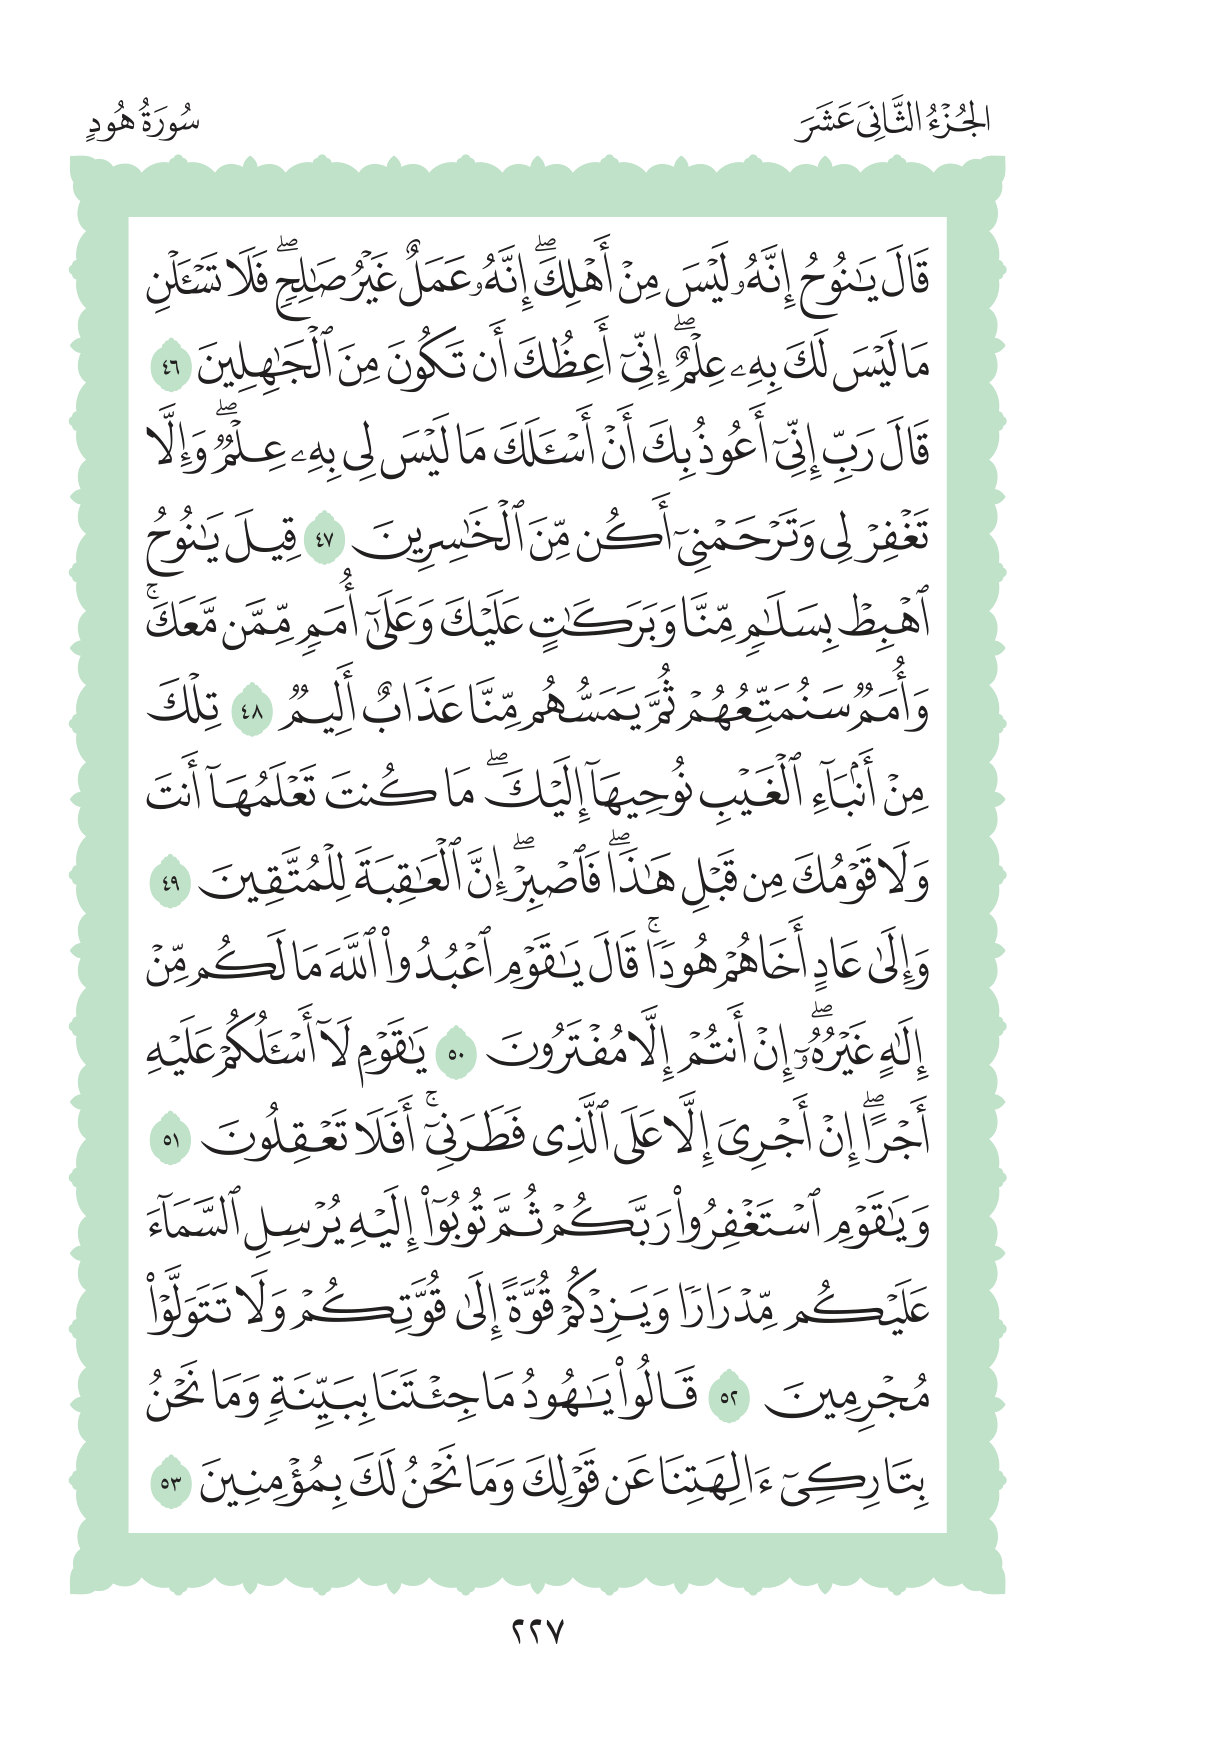 الجُزْءُ الثَّانِىَ عَشَرَ
سُورَةُ هُودٍ
قَالَ يَـٰنُوحُ إِنَّهُۥ لَيْسَ مِنْ أَهْلِكَۖ إِنَّهُۥ عَمَلٌ غَيْرُ صَـٰلِحٍۖ فَلَا تَسْـَٔلْنِ
مَا لَيْسَ لَكَ بِهِۦ عِلْمٌۖ إِنِّىٓ أَعِظُكَ أَن تَكُونَ مِنَ ٱلْجَـٰهِلِينَ ٤٦
قَالَ رَبِّ إِنِّىٓ أَعُوذُ بِكَ أَنْ أَسْـَٔلَكَ مَا لَيْسَ لِى بِهِۦ عِلْمٌۖ وَإِلَّا
تَغْفِرْ لِى وَتَرْحَمْنِىٓ أَكُن مِّنَ ٱلْخَـٰسِرِينَ ٤٧ قِيلَ يَـٰنُوحُ
ٱهْبِطْ بِسَلَـٰمٍ مِّنَّا وَبَرَكَـٰتٍ عَلَيْكَ وَعَلَىٰٓ أُمَمٍ مِّمَّن مَّعَكَۚ
وَأُمَمٌ سَنُمَتِّعُهُمْ ثُمَّ يَمَسُّهُم مِّنَّا عَذَابٌ أَلِيمٌ ٤٨ تِلْكَ
مِنْ أَنۢبَآءِ ٱلْغَيْبِ نُوحِيهَآ إِلَيْكَۖ مَا كُنتَ تَعْلَمُهَآ أَنتَ
وَلَا قَوْمُكَ مِن قَبْلِ هَـٰذَاۖ فَٱصْبِرْۖ إِنَّ ٱلْعَـٰقِبَةَ لِلْمُتَّقِينَ ٤٩
وَإِلَىٰ عَادٍ أَخَاهُمْ هُودًاۚ قَالَ يَـٰقَوْمِ ٱعْبُدُوا۟ ٱللَّهَ مَا لَكُم مِّنْ
إِلَـٰهٍ غَيْرُهُۥٓۖ إِنْ أَنتُمْ إِلَّا مُفْتَرُونَ ٥٠ يَـٰقَوْمِ لَآ أَسْـَٔلُكُمْ عَلَيْهِ
أَجْرًاۖ إِنْ أَجْرِىَ إِلَّا عَلَى ٱلَّذِى فَطَرَنِىٓۚ أَفَلَا تَعْقِلُونَ ٥١
وَيَـٰقَوْمِ ٱسْتَغْفِرُوا۟ رَبَّكُمْ ثُمَّ تُوبُوٓا۟ إِلَيْهِ يُرْسِلِ ٱلسَّمَآءَ
عَلَيْكُم مِّدْرَارًا وَيَزِدْكُمْ قُوَّةً إِلَىٰ قُوَّتِكُمْ وَلَا تَتَوَلَّوْا۟
مُجْرِمِينَ ٥٢ قَالُوا۟ يَـٰهُودُ مَا جِئْتَنَا بِبَيِّنَةٍ وَمَا نَحْنُ
بِتَارِكِىٓ ءَالِهَتِنَا عَن قَوْلِكَ وَمَا نَحْنُ لَكَ بِمُؤْمِنِينَ ٥٣
٢٢٧